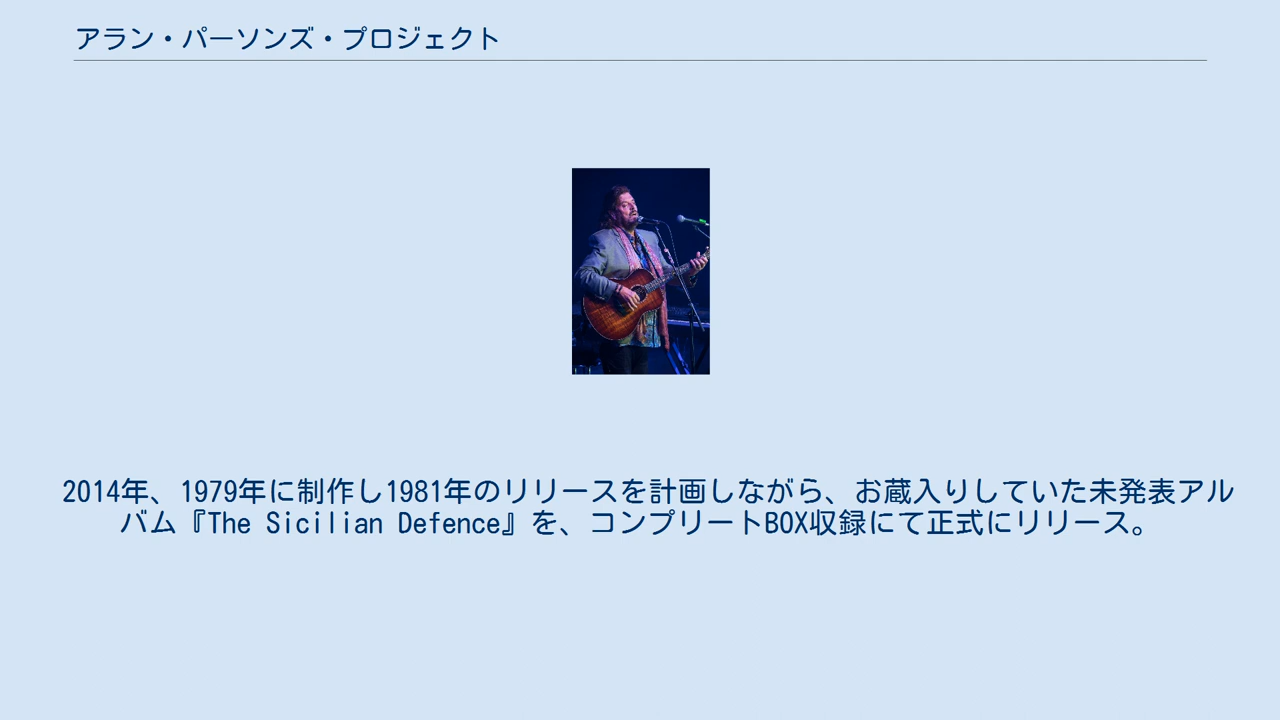 アラン・パーソンズ・プロジェクト
2014年、1979年に制作し1981年のリリースを計画しながら、お蔵入りしていた未発表アル
バム『The Sicilian Defence』を、コンプリートBOX収録にて正式にリリース。